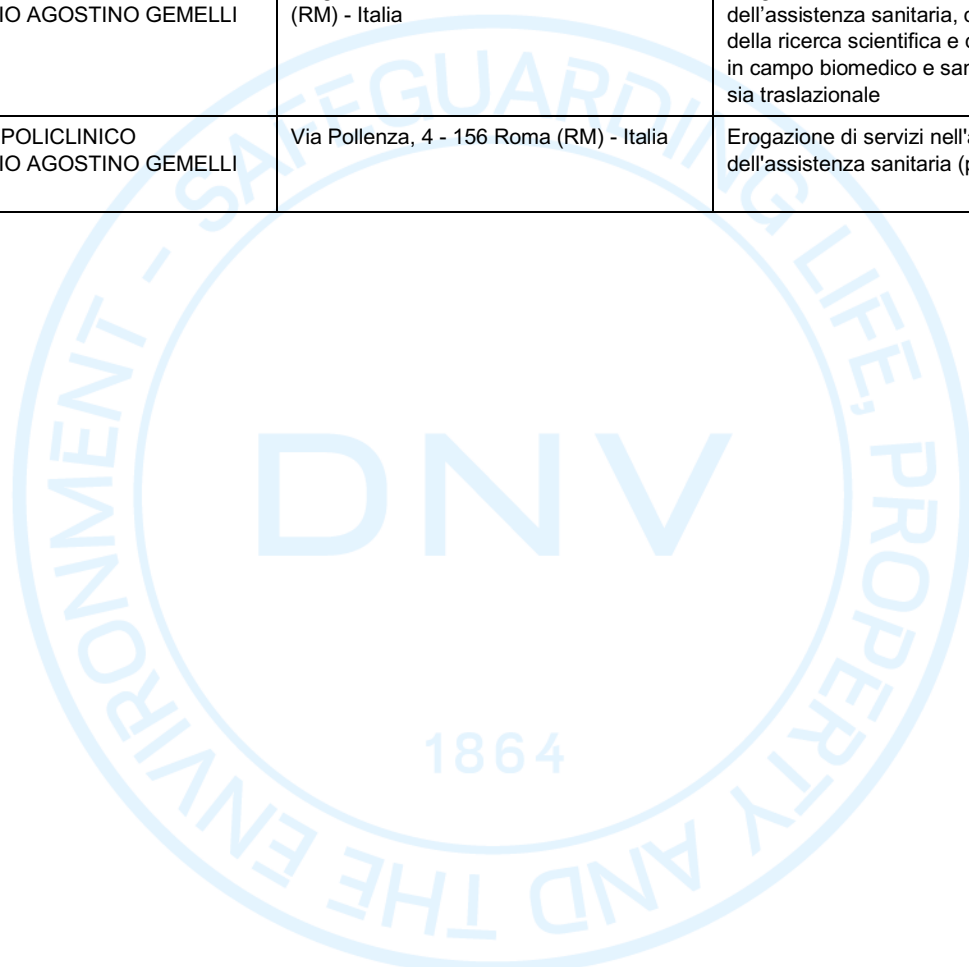 IO AGOSTINO GEMELLI
(RM) - Italia
dell'assistenza sanitaria,
della ricerca scientifica e
in campo biomedico e
sia traslazionale
POLICLINICO
IO AGOSTINO GEMELLI
Via Pollenza, 4 - 156 Roma (RM) - Italia
Erogazione di servizi
dell'assistenza sanitaria
SAFEGUARDING LIFE, PROPERTY AND THE ENVIRONMENT -
DNV
1864